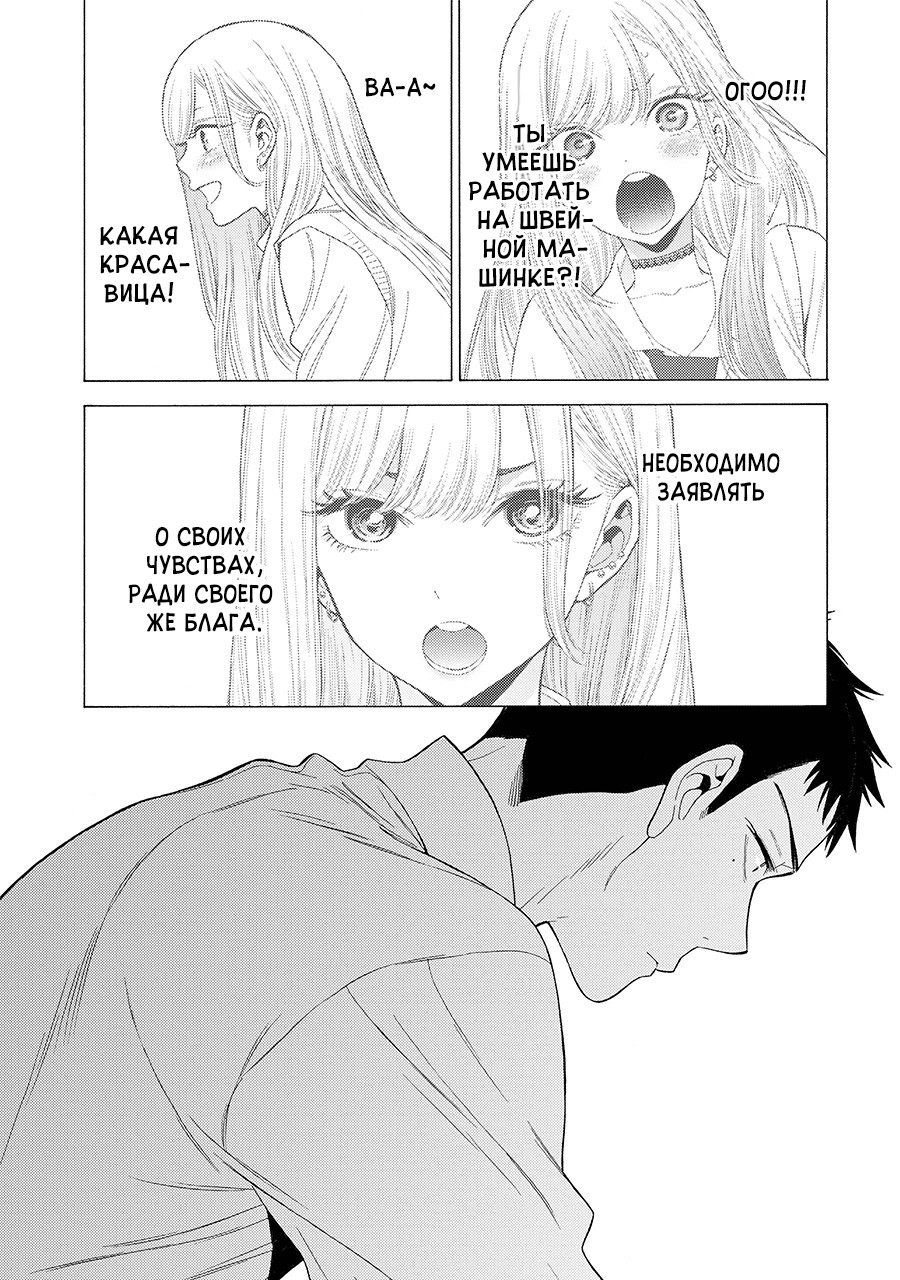 ОГОО!!!
ТЫ
УМЕЕШЬ
РАБОТАТЬ
НА ШВЕЙ-
НОЙ МА-
ШИНКЕ?!
ВА-А~
КАКАЯ
КРАСА-
ВИЦА!
НЕОБХОДИМО
ЗАЯВЛЯТЬ
О СВОИХ
ЧУВСТВАХ,
РАДИ СВОЕГО
ЖЕ БЛАГА.